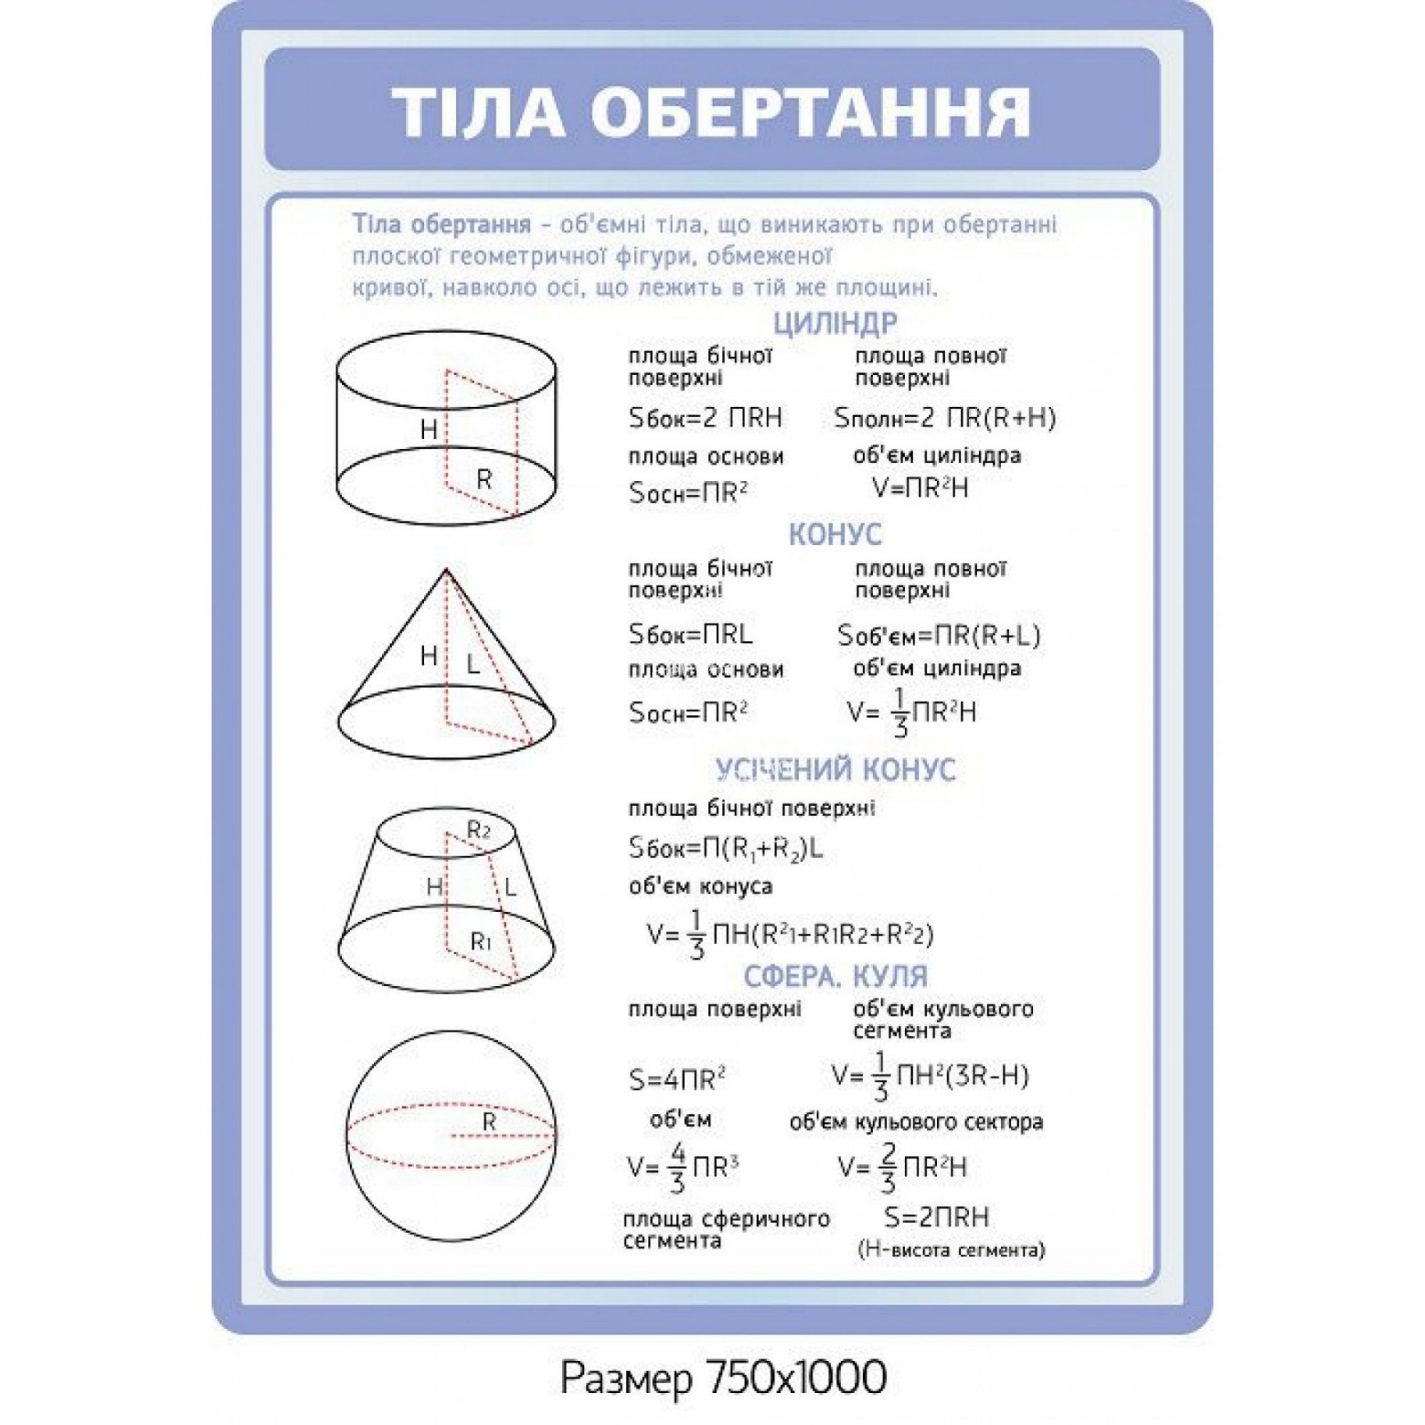 ТІЛА ОБЕРТАННЯ
Тіла обертання - об'ємні тіла, що виникають при обертанні
плоскої геометричної фігури, обмеженої
кривої, навколо осі, що лежить в тій же площині.
ЦИЛІНДР
площа бічної
поверхні
площа повної
поверхні
Sбок=2 ПRH
Sполн=2 ПR(R+H)
площа основи
об'єм циліндра
Sосн=ПR²
V=ПR²H
H
R
КОНУС
площа бічної
поверхні
площа повної
поверхні
Sбок=ПRL
Sоб'єм=ПR(R+L)
площа основи
об'єм циліндра
Sосн=ПR²
V= 1/3 ПR²H
H
L
УСІЧЕНИЙ КОНУС
площа бічної поверхні
Sбок=П(R₁+R₂)L
об'єм конуса
V= 1/3 ПH(R²1+R1R2+R²2)
R2
H
L
R1
СФЕРА. КУЛЯ
площа поверхні
об'єм кульового
сегмента
S=4ПR²
V= 1/3 ПH²(3R-H)
об'єм
об'єм кульового сектора
V= 4/3 ПR³
V= 2/3 ПR²H
площа сферичного
сегмента
S=2ПRH
(H-висота сегмента)
R
Размер 750x1000